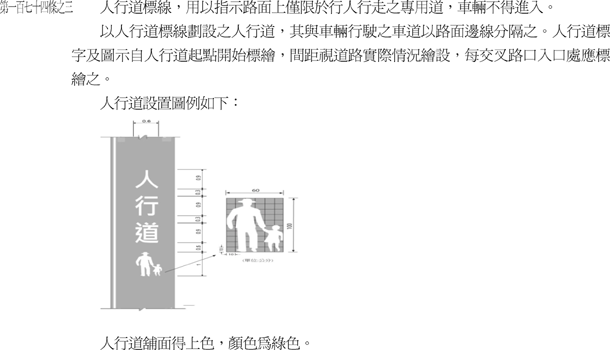 第一百七十四條之三 人行道標線，用以指示路面上僅限於行人行走之專用道，車輛不得進入。
以人行道標線劃設之人行道，其與車輛行駛之車道以路面邊線分隔之。人行道標
字及圖示自人行道起點開始標繪，間距視道路實際情況繪設，每交叉路口入口處應標
繪之。
人行道設置圖例如下：
人
行
道
人行道舖面得上色，顏色爲綠色。